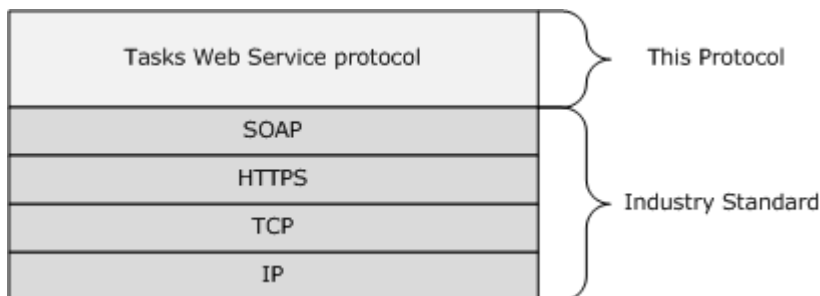 Tasks Web Service protocol
This Protocol
SOAP
HTTPS
Industry Standard
TCP
IP